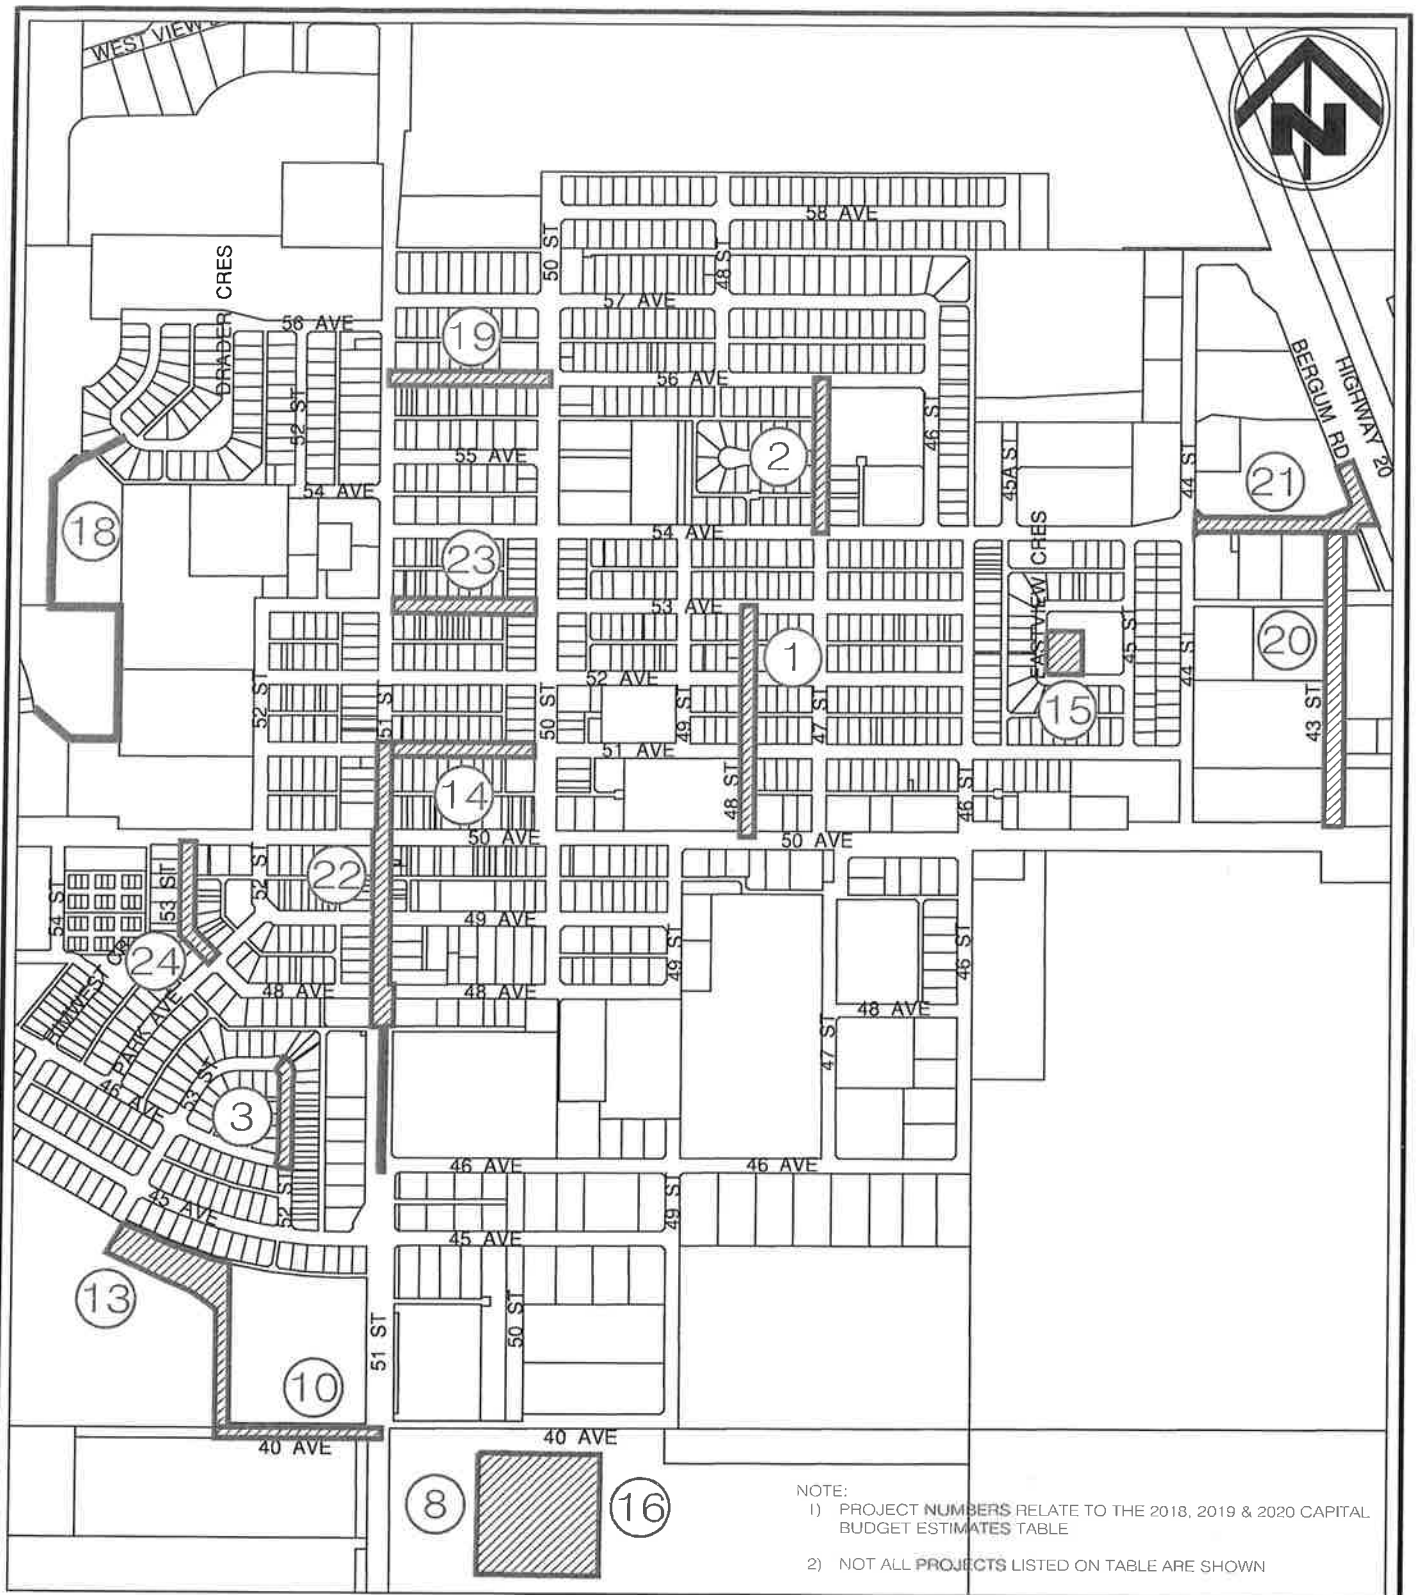 WEST VIEW
N
58 AVE
50 ST
48 ST
DRADER CRES
57 AVE
56 AVE
19
HIGHWAY 20
BERGUM RD
56 AVE
52 ST
2
46 ST
55 AVE
45A ST
44 ST
21
54 AVE
18
54 AVE
23
EASTVIEW CRES
53 AVE
1
45 ST
20
44 ST
15
52 AVE
52 ST
51 S
50 ST
49 ST
47 ST
43 ST
51 AVE
14
48 ST
46 ST
50 AVE
50 AVE
22
54 ST
53 ST
52 S
49 AVE
49 ST
46 ST
24
TIMWEST CR
48 AVE
48 AVE
48 AVE
PARK AVE
47 ST
53 ST
46 AVE
3
46 AVE
46 AVE
52 S
49 S
45 AVE
45 AVE
13
50 ST
51 ST
10
40 AVE
40 AVE
8
16
NOTE:
1) PROJECT NUMBERS RELATE TO THE 2018, 2019 & 2020 CAPITAL
BUDGET ESTIMATES TABLE
2) NOT ALL PROJECTS LISTED ON TABLE ARE SHOWN